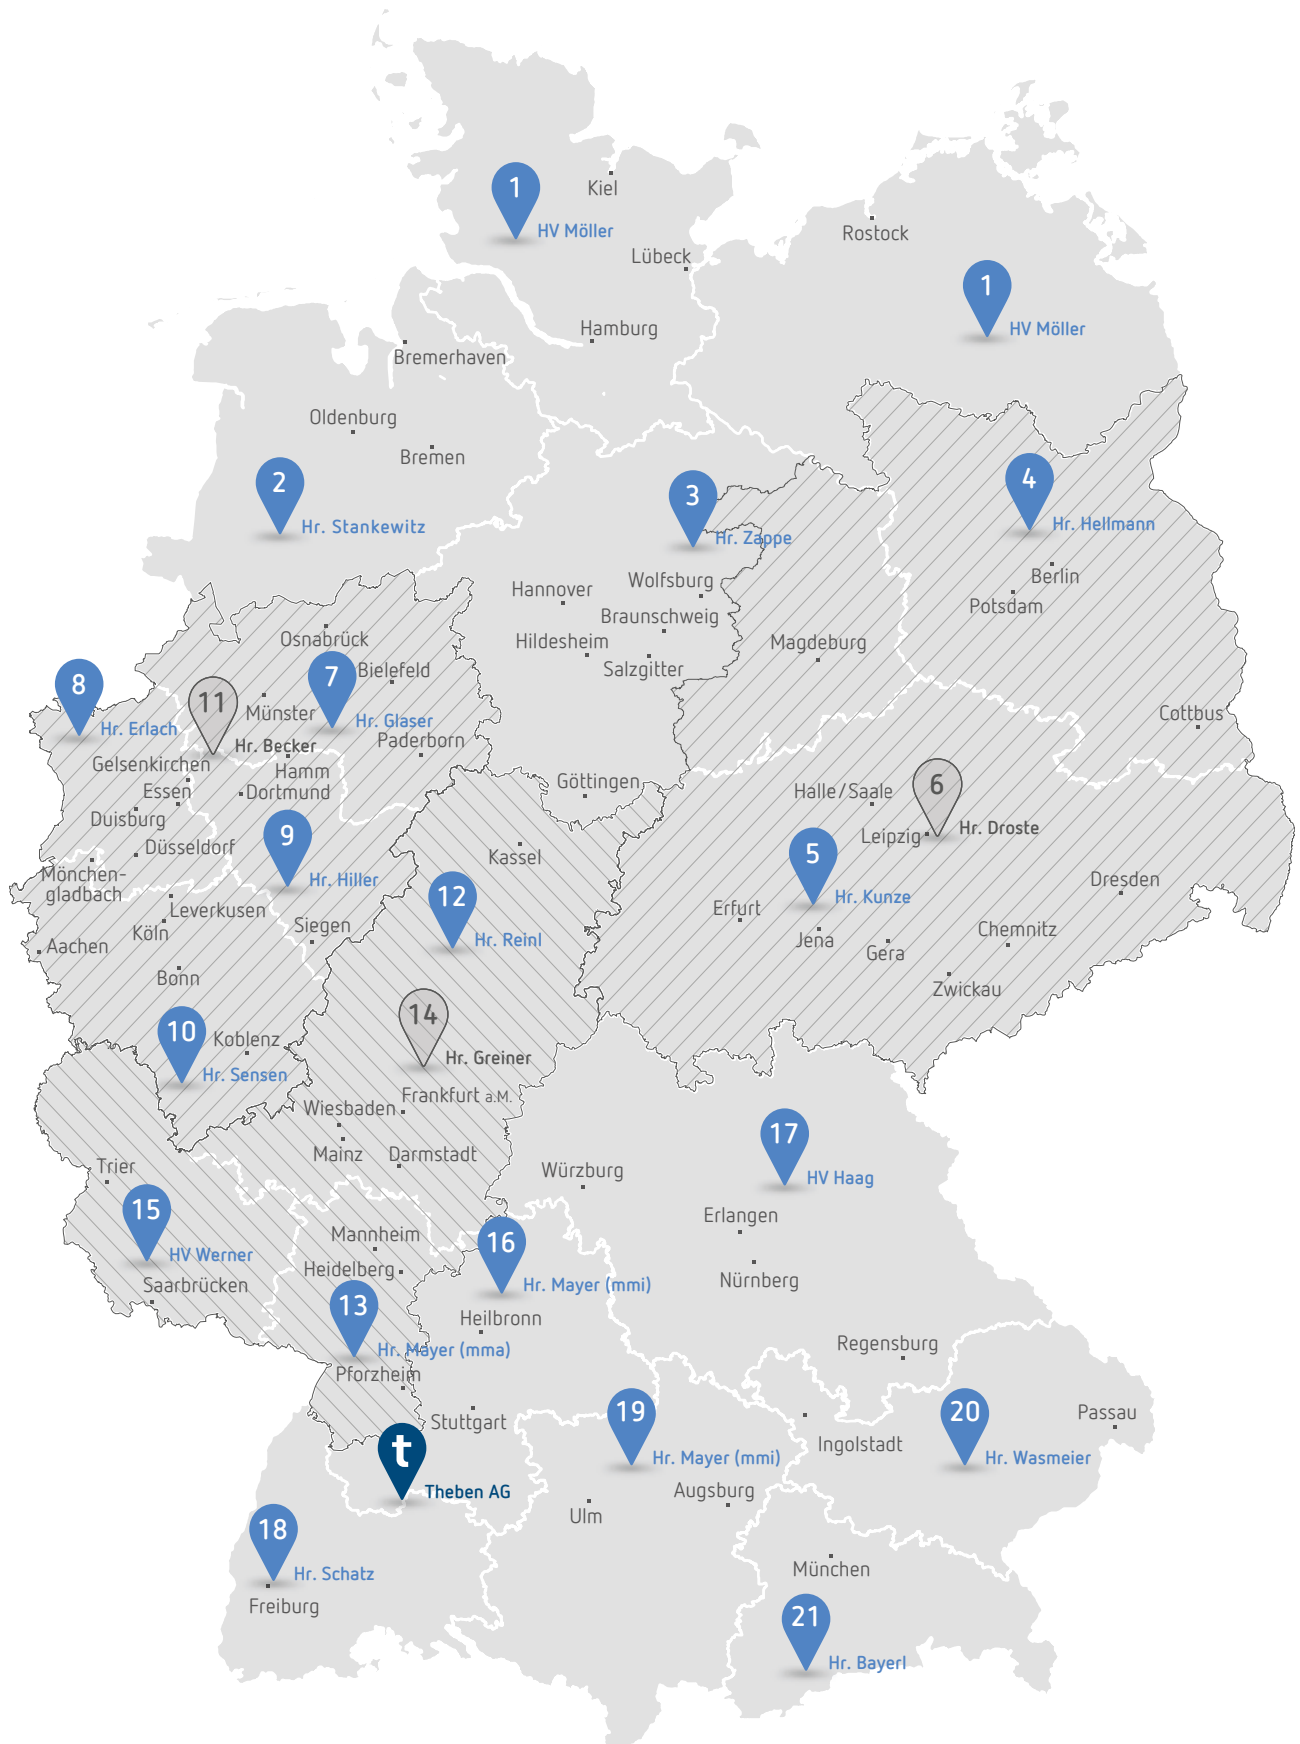 1
Kiel
HV Möller
Rostock
Lübeck
1
HV Möller
Hamburg
Bremerhaven
Oldenburg
Bremen
2
Hr. Stankewitz
3
Hr. Zappe
4
Hr. Hellmann
Berlin
Potsdam
Hannover
Wolfsburg
Braunschweig
Hildesheim
Salzgitter
Magdeburg
Osnabrück
Bielefeld
7
Hr. Glaser
8
Hr. Erlach
11
Hr. Becker
Münster
Paderborn
Cottbus
Gelsenkirchen
Hamm
Essen
Dortmund
Duisburg
Göttingen
Halle/Saale
6
Hr. Droste
Leipzig
Düsseldorf
9
Hr. Hiller
Mönchen-
gladbach
Kassel
5
Hr. Kunze
Dresden
12
Hr. Reinl
Leverkusen
Köln
Siegen
Aachen
Erfurt
Jena
Gera
Chemnitz
Zwickau
Bonn
10
Hr. Sensen
Koblenz
14
Hr. Greiner
Frankfurt a.M.
Wiesbaden
Mainz
Darmstadt
17
HV Haag
Trier
Würzburg
15
HV Werner
Saarbrücken
Mannheim
Heidelberg
16
Hr. Mayer (mmi)
Erlangen
Nürnberg
Heilbronn
13
Hr. Mayer (mma)
Pforzheim
Regensburg
Stuttgart
19
Hr. Mayer (mmi)
20
Hr. Wasmeier
Passau
Ingolstadt
t
Theben AG
Augsburg
Ulm
18
Hr. Schatz
Freiburg
München
21
Hr. Bayerl